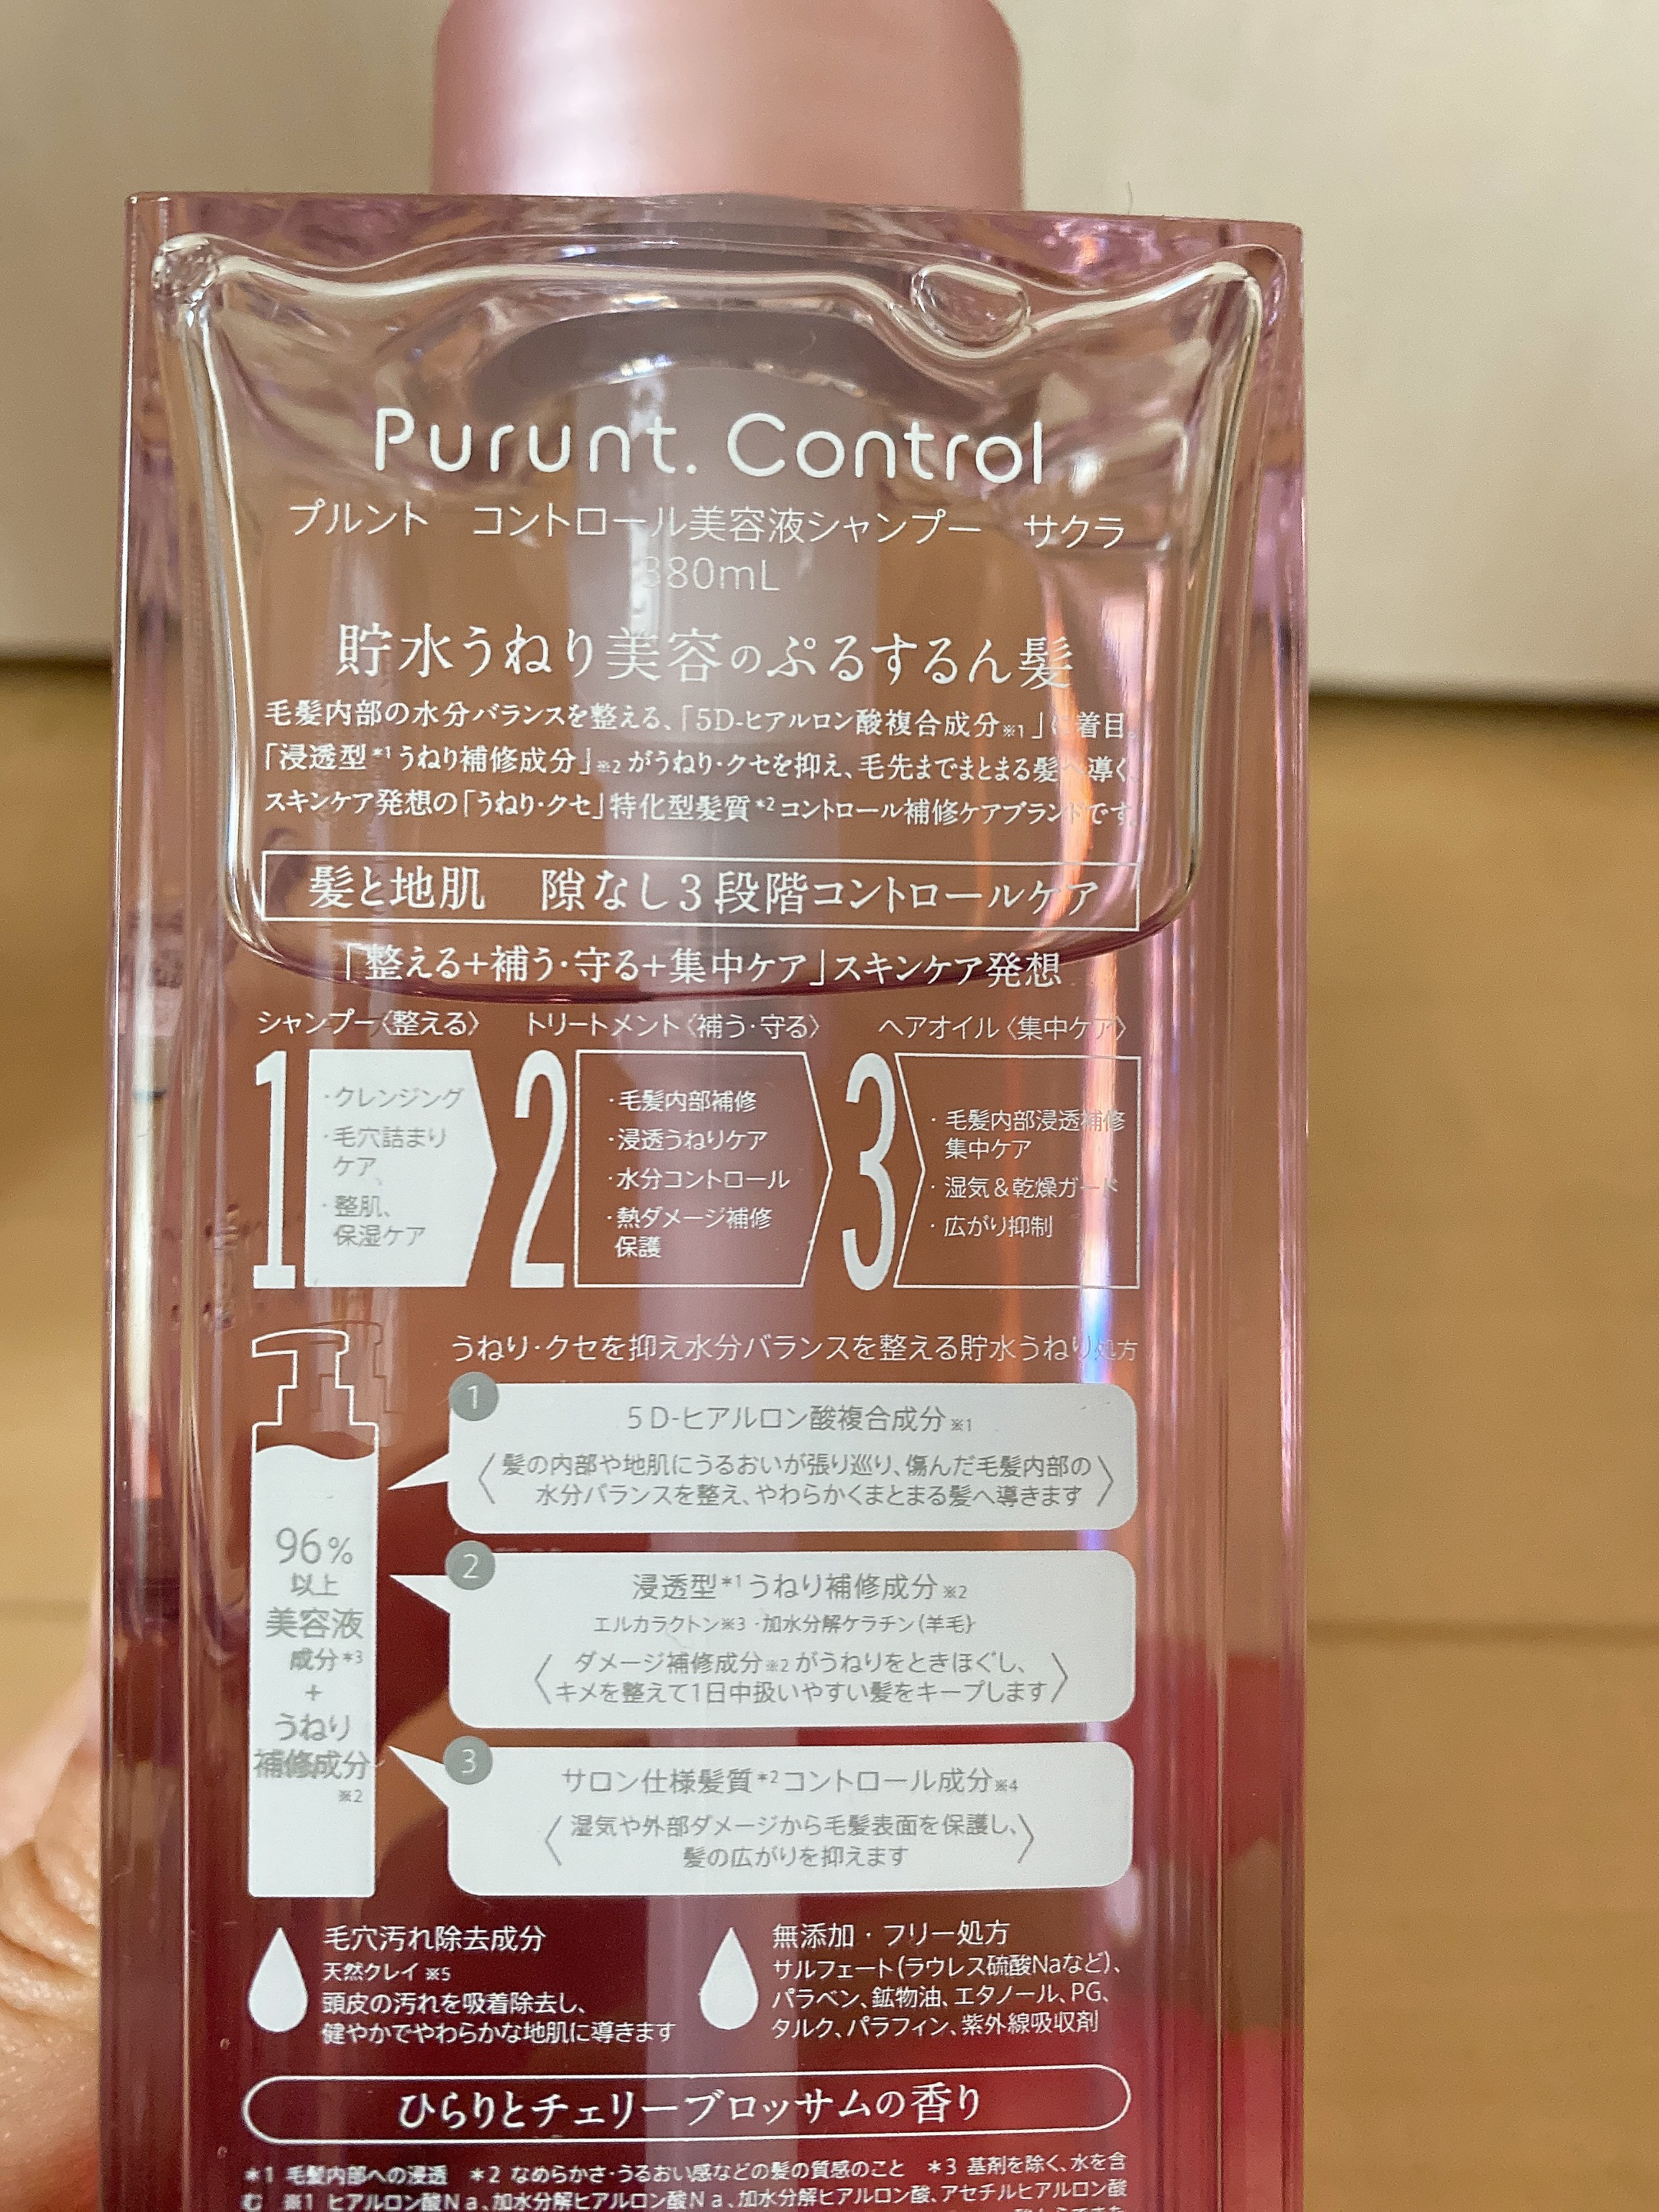 Purunt. Control
プルント　コントロール美容液シャンプー　サクラ
380mL
貯水うねり美容のぷるするん髪
毛髪内部の水分バランスを整える、「5D-ヒアルロン酸複合成分※1」に着目。
「浸透型*1うねり補修成分」※2がうねり・クセを抑え、毛先までまとまる髪へ導く、
スキンケア発想の「うねり・クセ」特化型髪質*2コントロール補修ケアブランドです。
髪と地肌　隙なし3段階コントロールケア
「整える+補う・守る+集中ケア」スキンケア発想
シャンプー〈整える〉
1
・クレンジング
・毛穴詰まり
ケア、
・整肌、
保湿ケア
トリートメント〈補う・守る〉
2
・毛髪内部補修
・浸透うねりケア
・水分コントロール
・熱ダメージ補修
保護
ヘアオイル〈集中ケア〉
3
・毛髪内部浸透補修
集中ケア
・湿気＆乾燥ガード
・広がり抑制
うねり・クセを抑え水分バランスを整える貯水うねり処方
96%
以上
美容液
成分*3
+
うねり
補修成分
※2
1
5D-ヒアルロン酸複合成分※1
〈髪の内部や地肌にうるおいが張り巡り、傷んだ毛髪内部の
水分バランスを整え、やわらかくまとまる髪へ導きます〉
2
浸透型*1うねり補修成分※2
エルカラクトン※3・加水分解ケラチン(羊毛)
〈ダメージ補修成分※2がうねりをときほぐし、
キメを整えて1日中扱いやすい髪をキープします〉
3
サロン仕様髪質*2コントロール成分※4
〈湿気や外部ダメージから毛髪表面を保護し、
髪の広がりを抑えます〉
毛穴汚れ除去成分
天然クレイ※5
頭皮の汚れを吸着除去し、
健やかでやわらかな地肌に導きます
無添加・フリー処方
サルフェート(ラウレス硫酸Naなど)、
パラベン、鉱物油、エタノール、PG、
タルク、パラフィン、紫外線吸収剤
ひらりとチェリーブロッサムの香り
＊1 毛髪内部への浸透　＊2 なめらかさ・うるおい感などの髪の質感のこと　＊3 基剤を除く、水を含
む　※1 ヒアルロン酸Ｎａ、加水分解ヒアルロン酸Ｎａ、加水分解ヒアルロン酸、アセチルヒアルロン酸